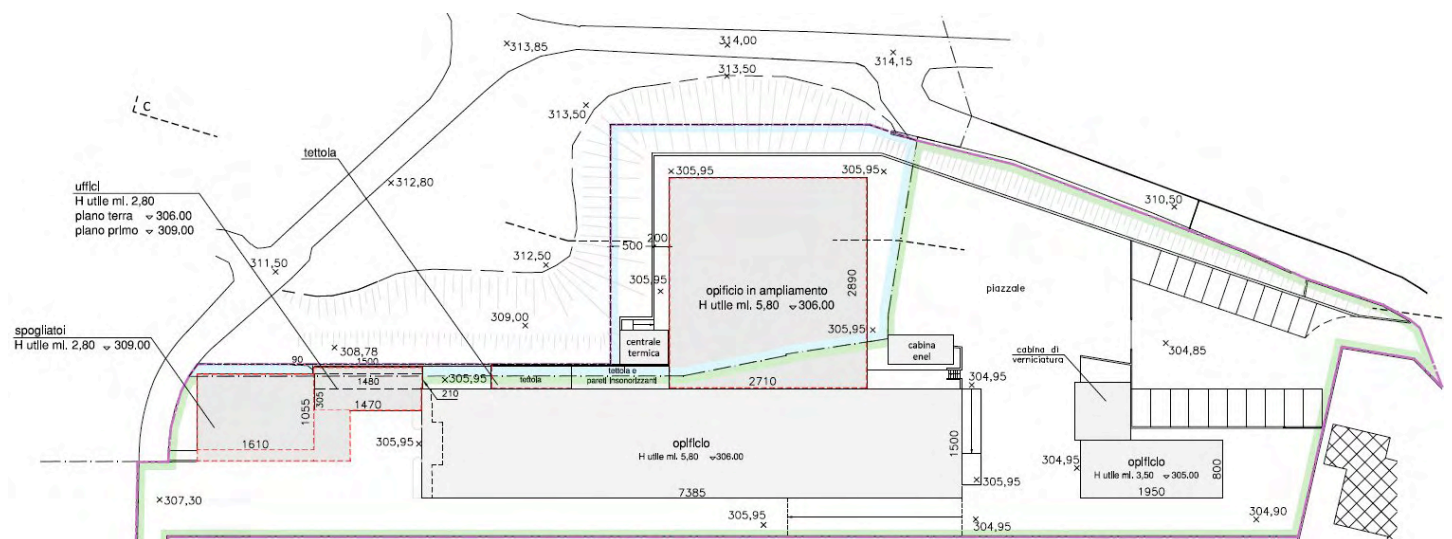 314,00
313,85
314,15
313,50
313,50
C
tettoia
305,95
305,95
312,80
uffici
H utile ml. 2,80
piano terra 306.00
piano primo 309.00
310,50
311,50
312,50
500
200
305,95
opificio in ampliamento
H utile ml. 5,80 306.00
2890
piazzale
spogliatoi
H utile ml. 2,80 309.00
309,00
305,95
centrale
termica
cabina
enel
308,78
cabina di
verniciatura
304,85
90
1500
1480
305,95
tettoia
tettoia e
pareti insonorizzanti
2710
304,95
305
1470
210
1055
1610
305,95
opificio
H utile ml. 5,80 306.00
1500
304,95
opificio
H utile ml. 3,50 305.00
800
1950
305,95
307,30
7385
305,95
304,95
304,90